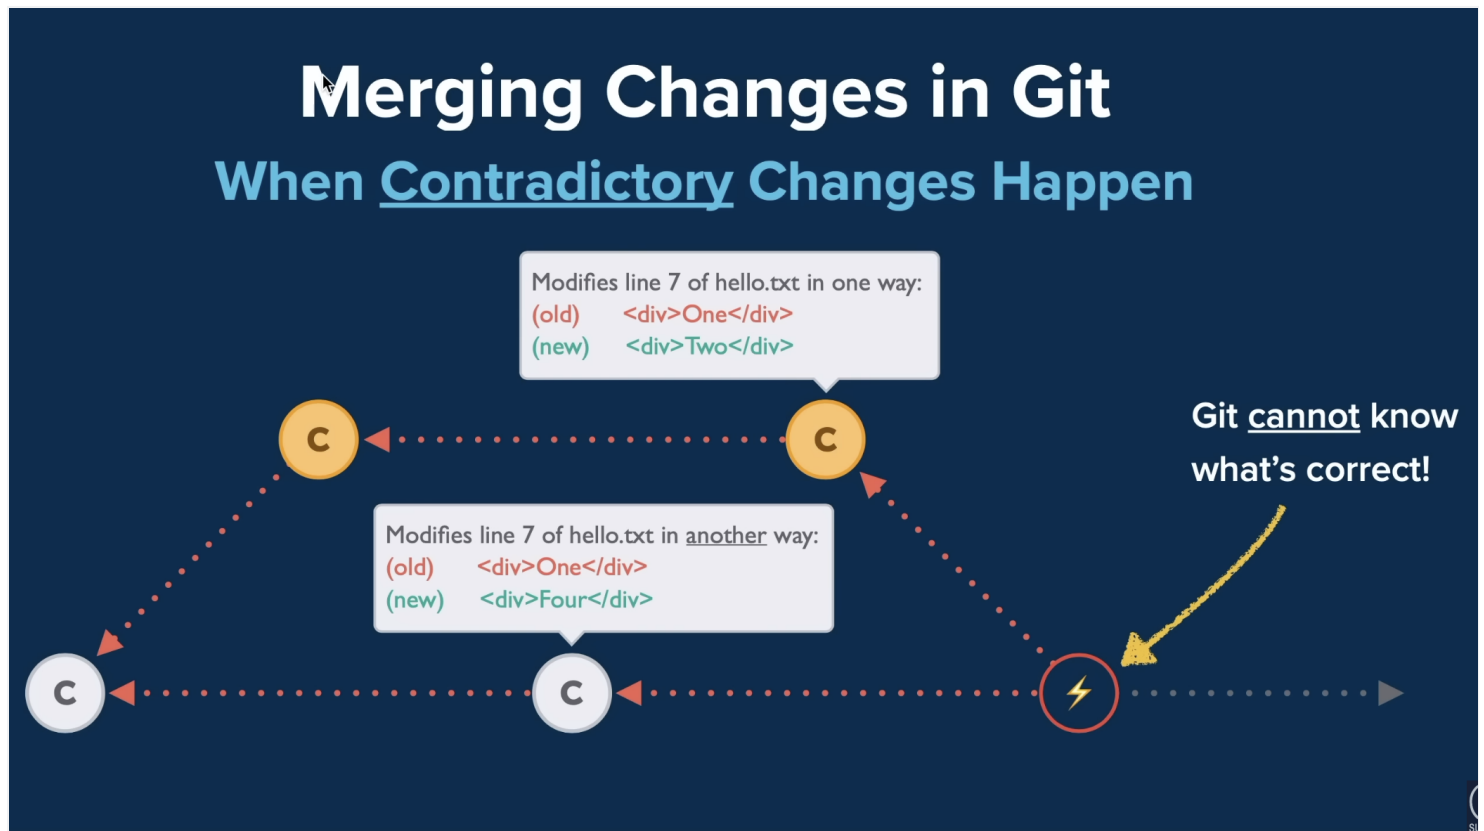 Merging Changes in Git
When Contradictory Changes Happen
Modifies line 7 of hello.txt in one way:
(old) <div>One</div>
(new) <div>Two</div>
Git cannot know
what's correct!
C
C
Modifies line 7 of hello.txt in another way:
(old) <div>One</div>
(new) <div>Four</div>
C
C